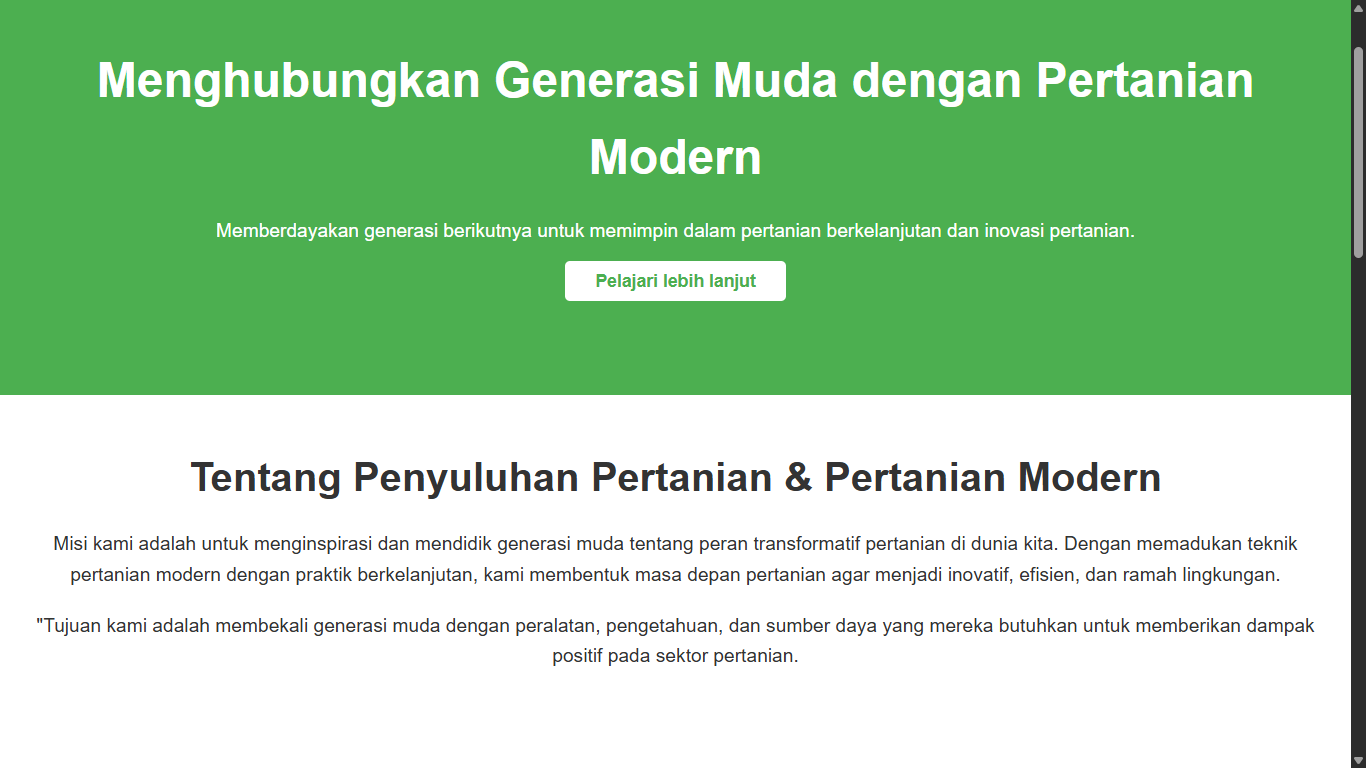 Menghubungkan Generasi Muda dengan Pertanian
Modern
Memberdayakan generasi berikutnya untuk memimpin dalam pertanian berkelanjutan dan inovasi pertanian.
Pelajari lebih lanjut
Tentang Penyuluhan Pertanian & Pertanian Modern
Misi kami adalah untuk menginspirasi dan mendidik generasi muda tentang peran transformatif pertanian di dunia kita. Dengan memadukan teknik
pertanian modern dengan praktik berkelanjutan, kami membentuk masa depan pertanian agar menjadi inovatif, efisien, dan ramah lingkungan.
"Tujuan kami adalah membekali generasi muda dengan peralatan, pengetahuan, dan sumber daya yang mereka butuhkan untuk memberikan dampak
positif pada sektor pertanian.